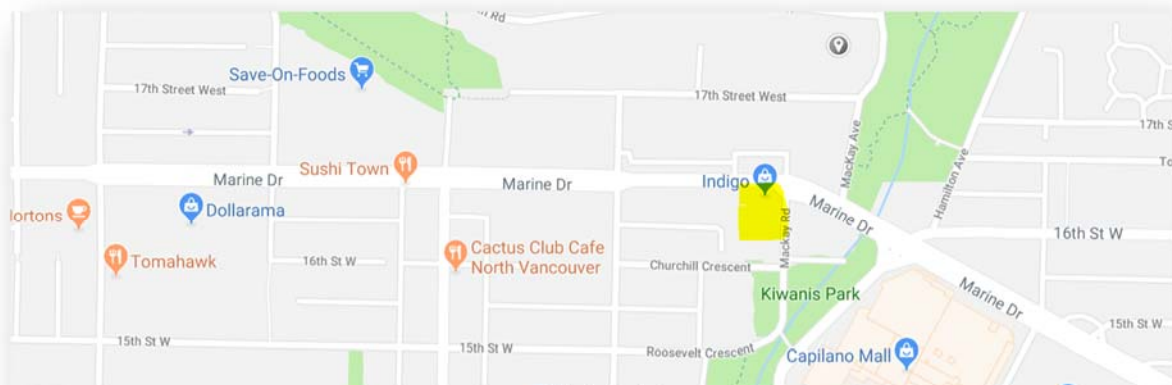 Rd
Save-On-Foods
17th Street West
17th Street West
17th S
Sushi Town
Marine Dr
Marine Dr
Indigo
MacKay Ave
Hamilton Ave
To
lortons
Dollarama
Mackay Rd
Marine Dr
16th St W
Tomahawk
16th St W
Cactus Club Cafe
North Vancouver
Churchill Crescent
Kiwanis Park
Marine Dr
15th St W
15th St W
15th St W
Roosevelt Crescent
Capilano Mall